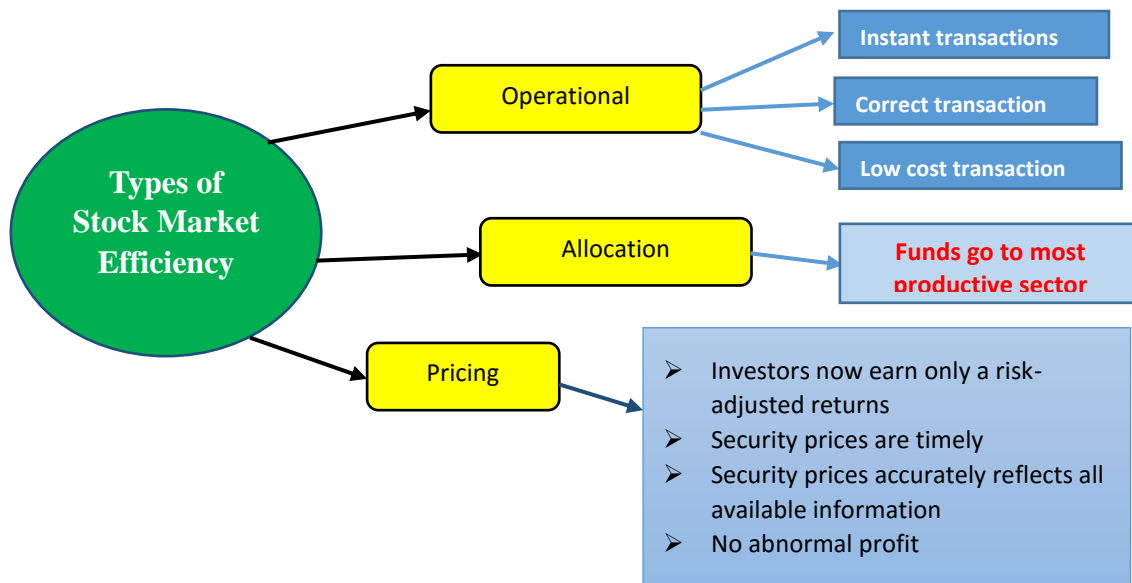 Types of
Stock Market
Efficiency
Operational
Instant transactions
Correct transaction
Low cost transaction
Allocation
Funds go to most
productive sector
Pricing
➢ Investors now earn only a risk-
adjusted returns
➢ Security prices are timely
➢ Security prices accurately reflects all
available information
➢ No abnormal profit